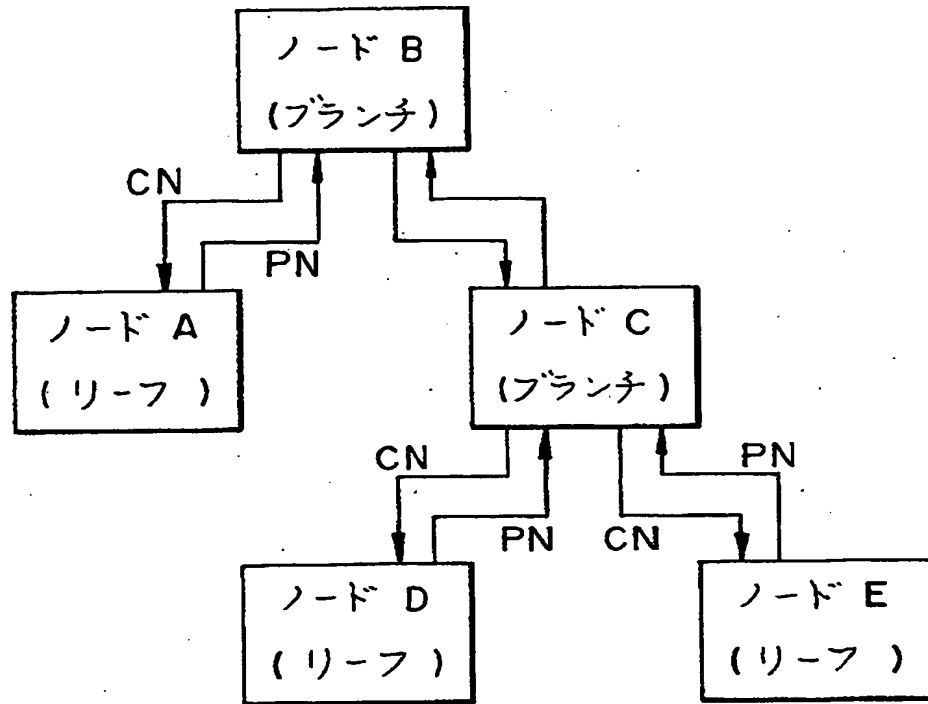 ノード B
(ブランチ)
CN
PN
ノード A
(リーフ)
ノード C
(ブランチ)
CN
PN
PN
CN
ノード D
(リーフ)
ノード E
(リーフ)